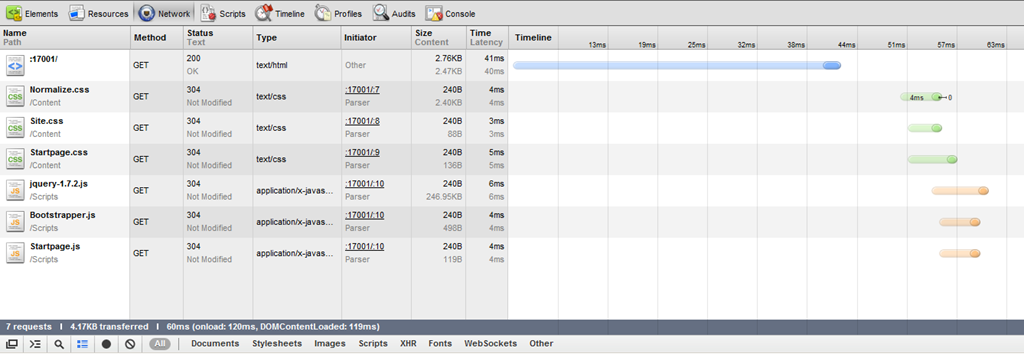 Elements Resources Network Scripts Timeline Profiles Audits Console
Name Method Status Type Initiator Size Time Timeline
Path Text Content Latency 13ms 19ms 25ms 32ms 38ms 44ms 51ms 57ms 63ms
:17001/ GET 200 text/html Other 2.76KB 41ms
OK 2.47KB 40ms
Normalize.css GET 304 text/css :17001/:7 240B 4ms 4ms 0
/Content Not Modified Parser 2.40KB 4ms
Site.css GET 304 text/css :17001/:8 240B 3ms
/Content Not Modified Parser 88B 3ms
Startpage.css GET 304 text/css :17001/:9 240B 5ms
/Content Not Modified Parser 136B 5ms
jquery-1.7.2.js GET 304 application/x-javas... :17001/:10 240B 6ms
/Scripts Not Modified Parser 246.95KB 6ms
Bootstrapper.js GET 304 application/x-javas... :17001/:10 240B 4ms
/Scripts Not Modified Parser 498B 4ms
Startpage.js GET 304 application/x-javas... :17001/:10 240B 4ms
/Scripts Not Modified Parser 119B 4ms
7 requests | 4.17KB transferred | 60ms (onload: 120ms, DOMContentLoaded: 119ms)
All Documents Stylesheets Images Scripts XHR Fonts WebSockets Other